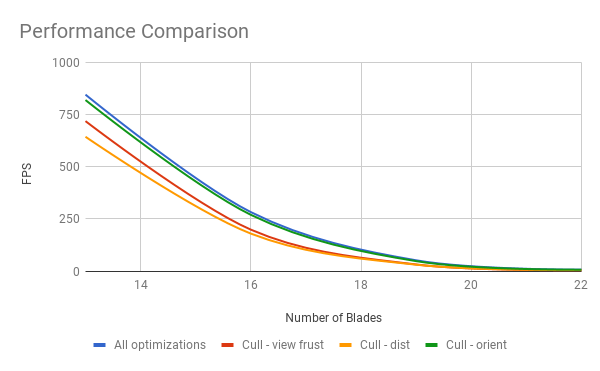 Performance Comparison
1000
750
500
250
0
FPS
14 16 18 20 22
Number of Blades
All optimizations Cull - view frust Cull - dist Cull - orient